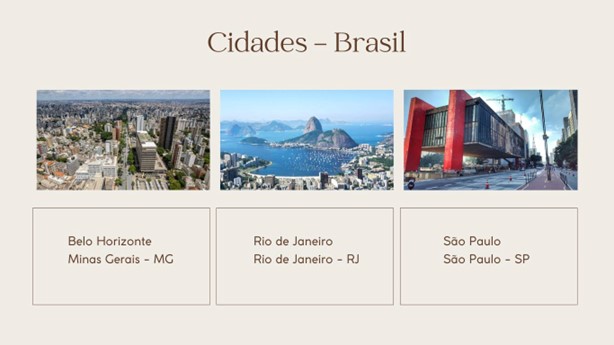 Cidades – Brasil
Belo Horizonte
Minas Gerais - MG
Rio de Janeiro
Rio de Janeiro - RJ
São Paulo
São Paulo - SP